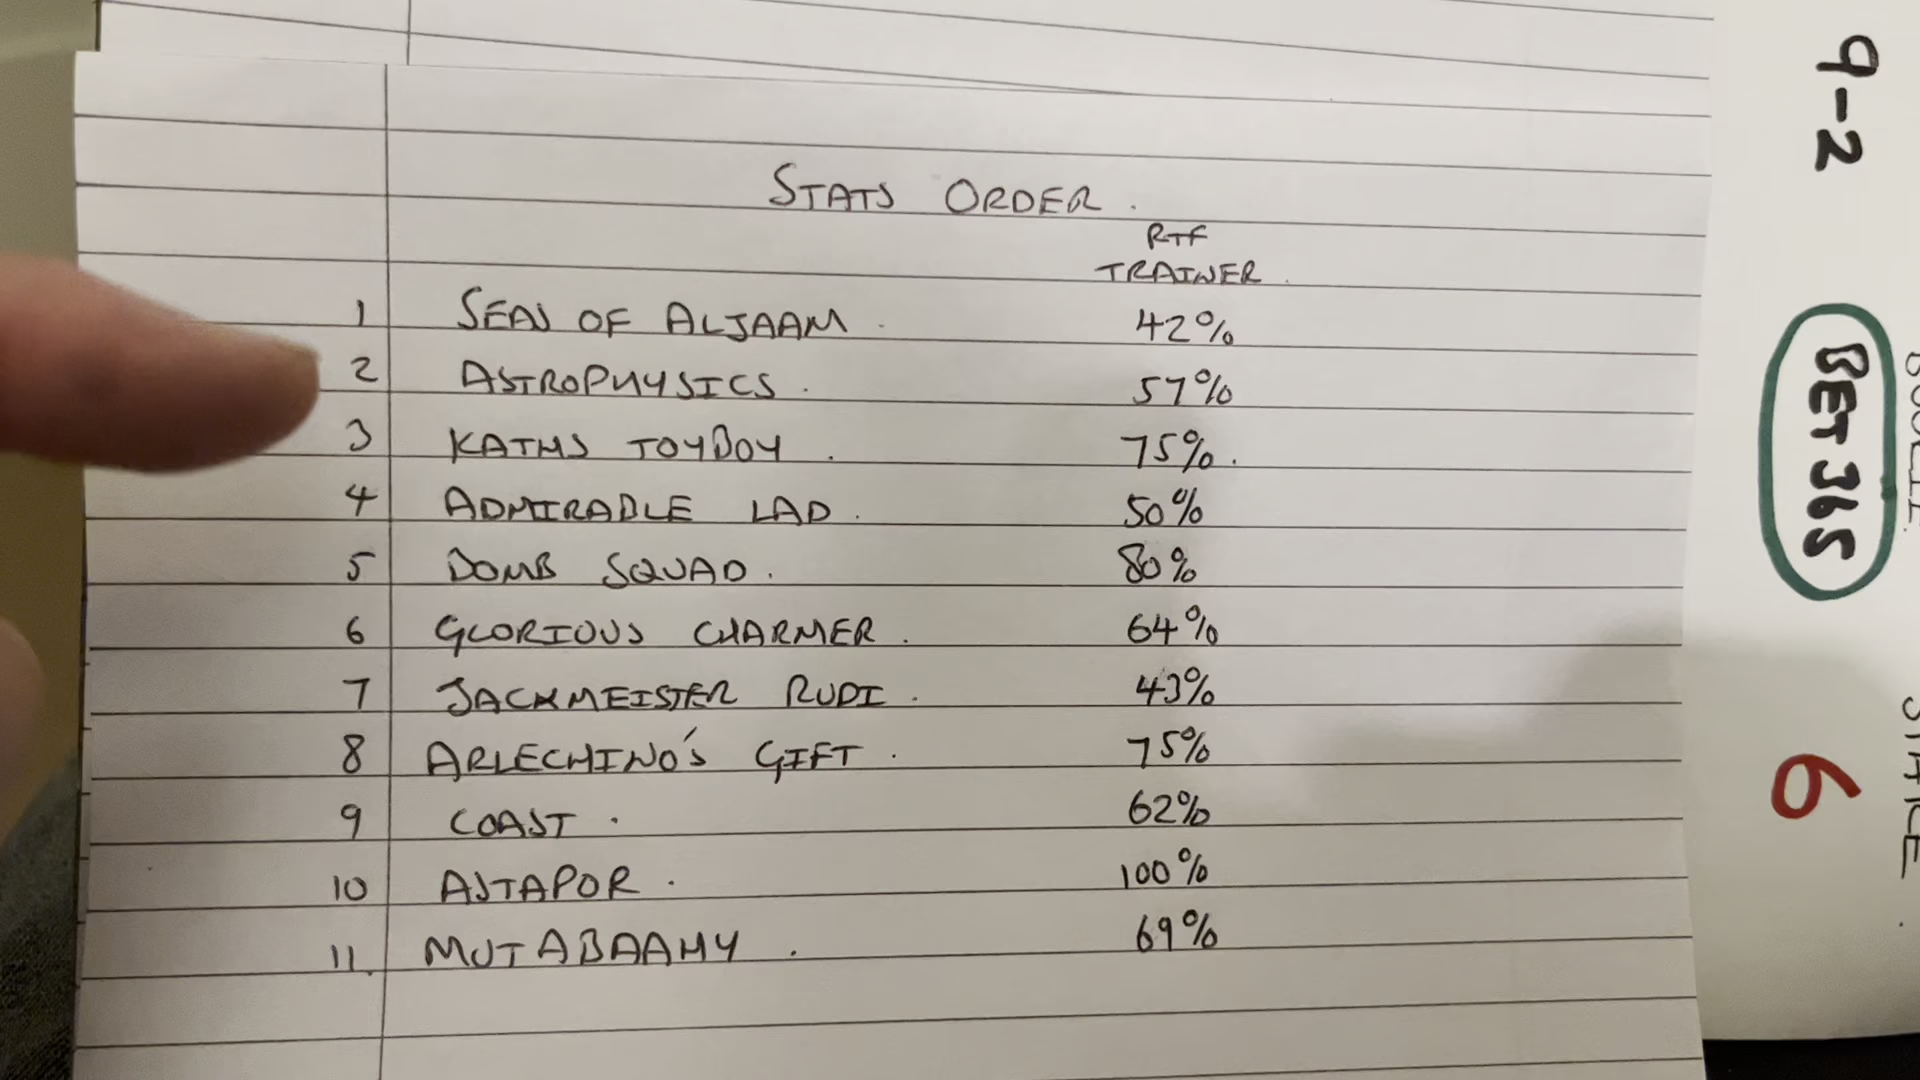 STATS ORDER.
RTF
TRAINER.
1 SEAS OF ALJAAM. 42%
2 ASTROPHYSICS. 57%
3 KATHS TOYBOY. 75%.
4 ADMIRABLE LAD. 50%
5 BOMB SQUAD. 80%
6 GLORIOUS CHARMER. 64%
7 JACKMEISTER RUDI. 43%
8 ARLECHINO'S GIFT. 75%
9 COAST. 62%
10 ASTAPOR. 100%
11. MUTABAAHY. 69%
9-2
BET 365
6